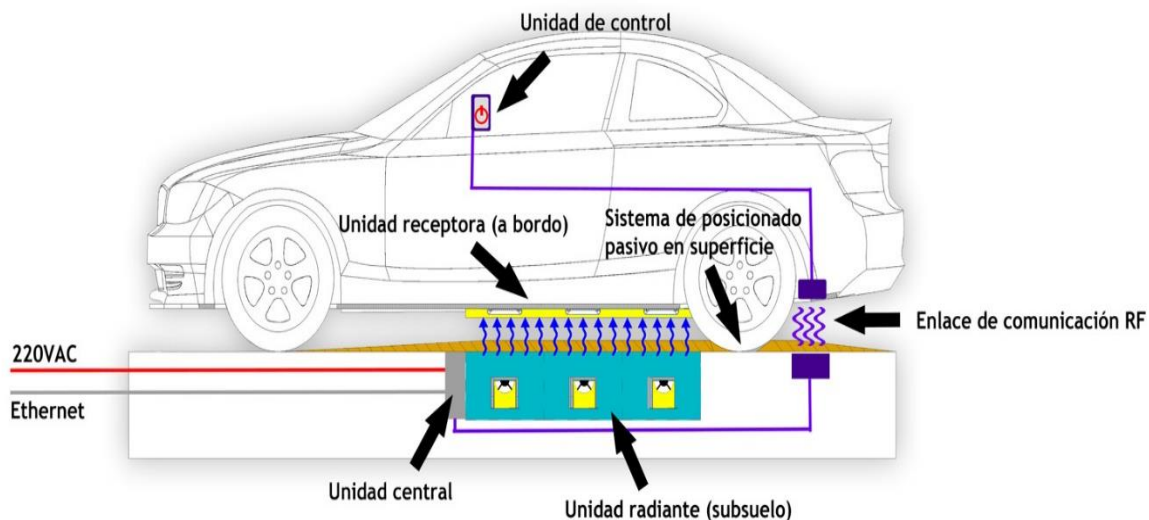 Unidad de control
Unidad receptora (a bordo)
Sistema de posicionado
pasivo en superficie
Enlace de comunicación RF
220VAC
Ethernet
Unidad central
Unidad radiante (subsuelo)